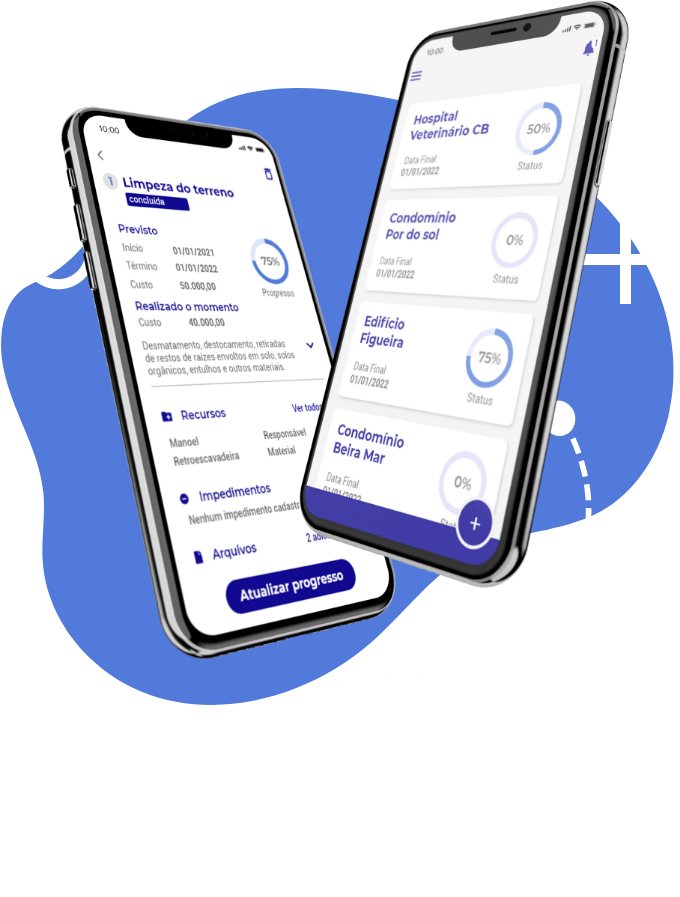 10:00
1 Limpeza do terreno
concluída
Previsto
Início 01/01/2021
Término 01/01/2022
Custo 50.000,00
75%
Progresso
Realizado o momento
Custo 40.000,00
Desmatamento, destocamento, retiradas
de restos de raízes envoltos em solo, solos
orgânicos, entulhos e outros materiais.
Recursos Ver todos
Manoel Responsável
Retroescavadeira Material
Impedimentos
Nenhum impedimento cadastr
Arquivos
Atualizar progresso
10:00
1
Hospital
Veterinário CB
Data Final
01/01/2022
50%
Status
Condomínio
Por do sol
Data Final
01/01/2022
0%
Status
Edifício
Figueira
Data Final
01/01/2022
75%
Status
Condomínio
Beira Mar
Data Final
01/01/2022
0%
+